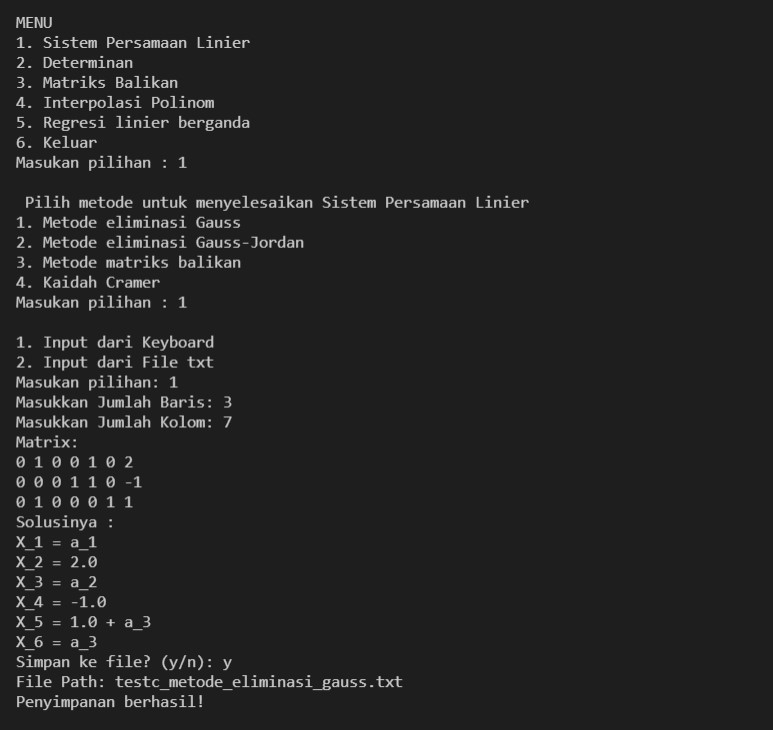 MENU
1. Sistem Persamaan Linier
2. Determinan
3. Matriks Balikan
4. Interpolasi Polinom
5. Regresi linier berganda
6. Keluar
Masukan pilihan : 1
Pilih metode untuk menyelesaikan Sistem Persamaan Linier
1. Metode eliminasi Gauss
2. Metode eliminasi Gauss-Jordan
3. Metode matriks balikan
4. Kaidah Cramer
Masukan pilihan : 1
1. Input dari Keyboard
2. Input dari File txt
Masukan pilihan: 1
Masukkan Jumlah Baris: 3
Masukkan Jumlah Kolom: 7
Matrix:
0 1 0 0 1 0 2
0 0 0 1 1 0 -1
0 1 0 0 0 1 1
Solusinya :
X_1 = a_1
X_2 = 2.0
X_3 = a_2
X_4 = -1.0
X_5 = 1.0 + a_3
X_6 = a_3
Simpan ke file? (y/n): y
File Path: testc_metode_eliminasi_gauss.txt
Penyimpanan berhasil!